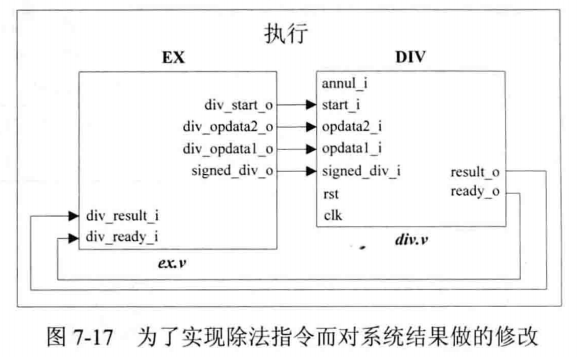 执行
EX
DIV
annul_i
div_start_o
start_i
div_opdata2_o
opdata2_i
div_opdata1_o
opdata1_i
signed_div_o
signed_div_i
result_o
rst
ready_o
div_result_i
clk
div_ready_i
div.v
ex.v
图 7-17 为了实现除法指令而对系统结果做的修改